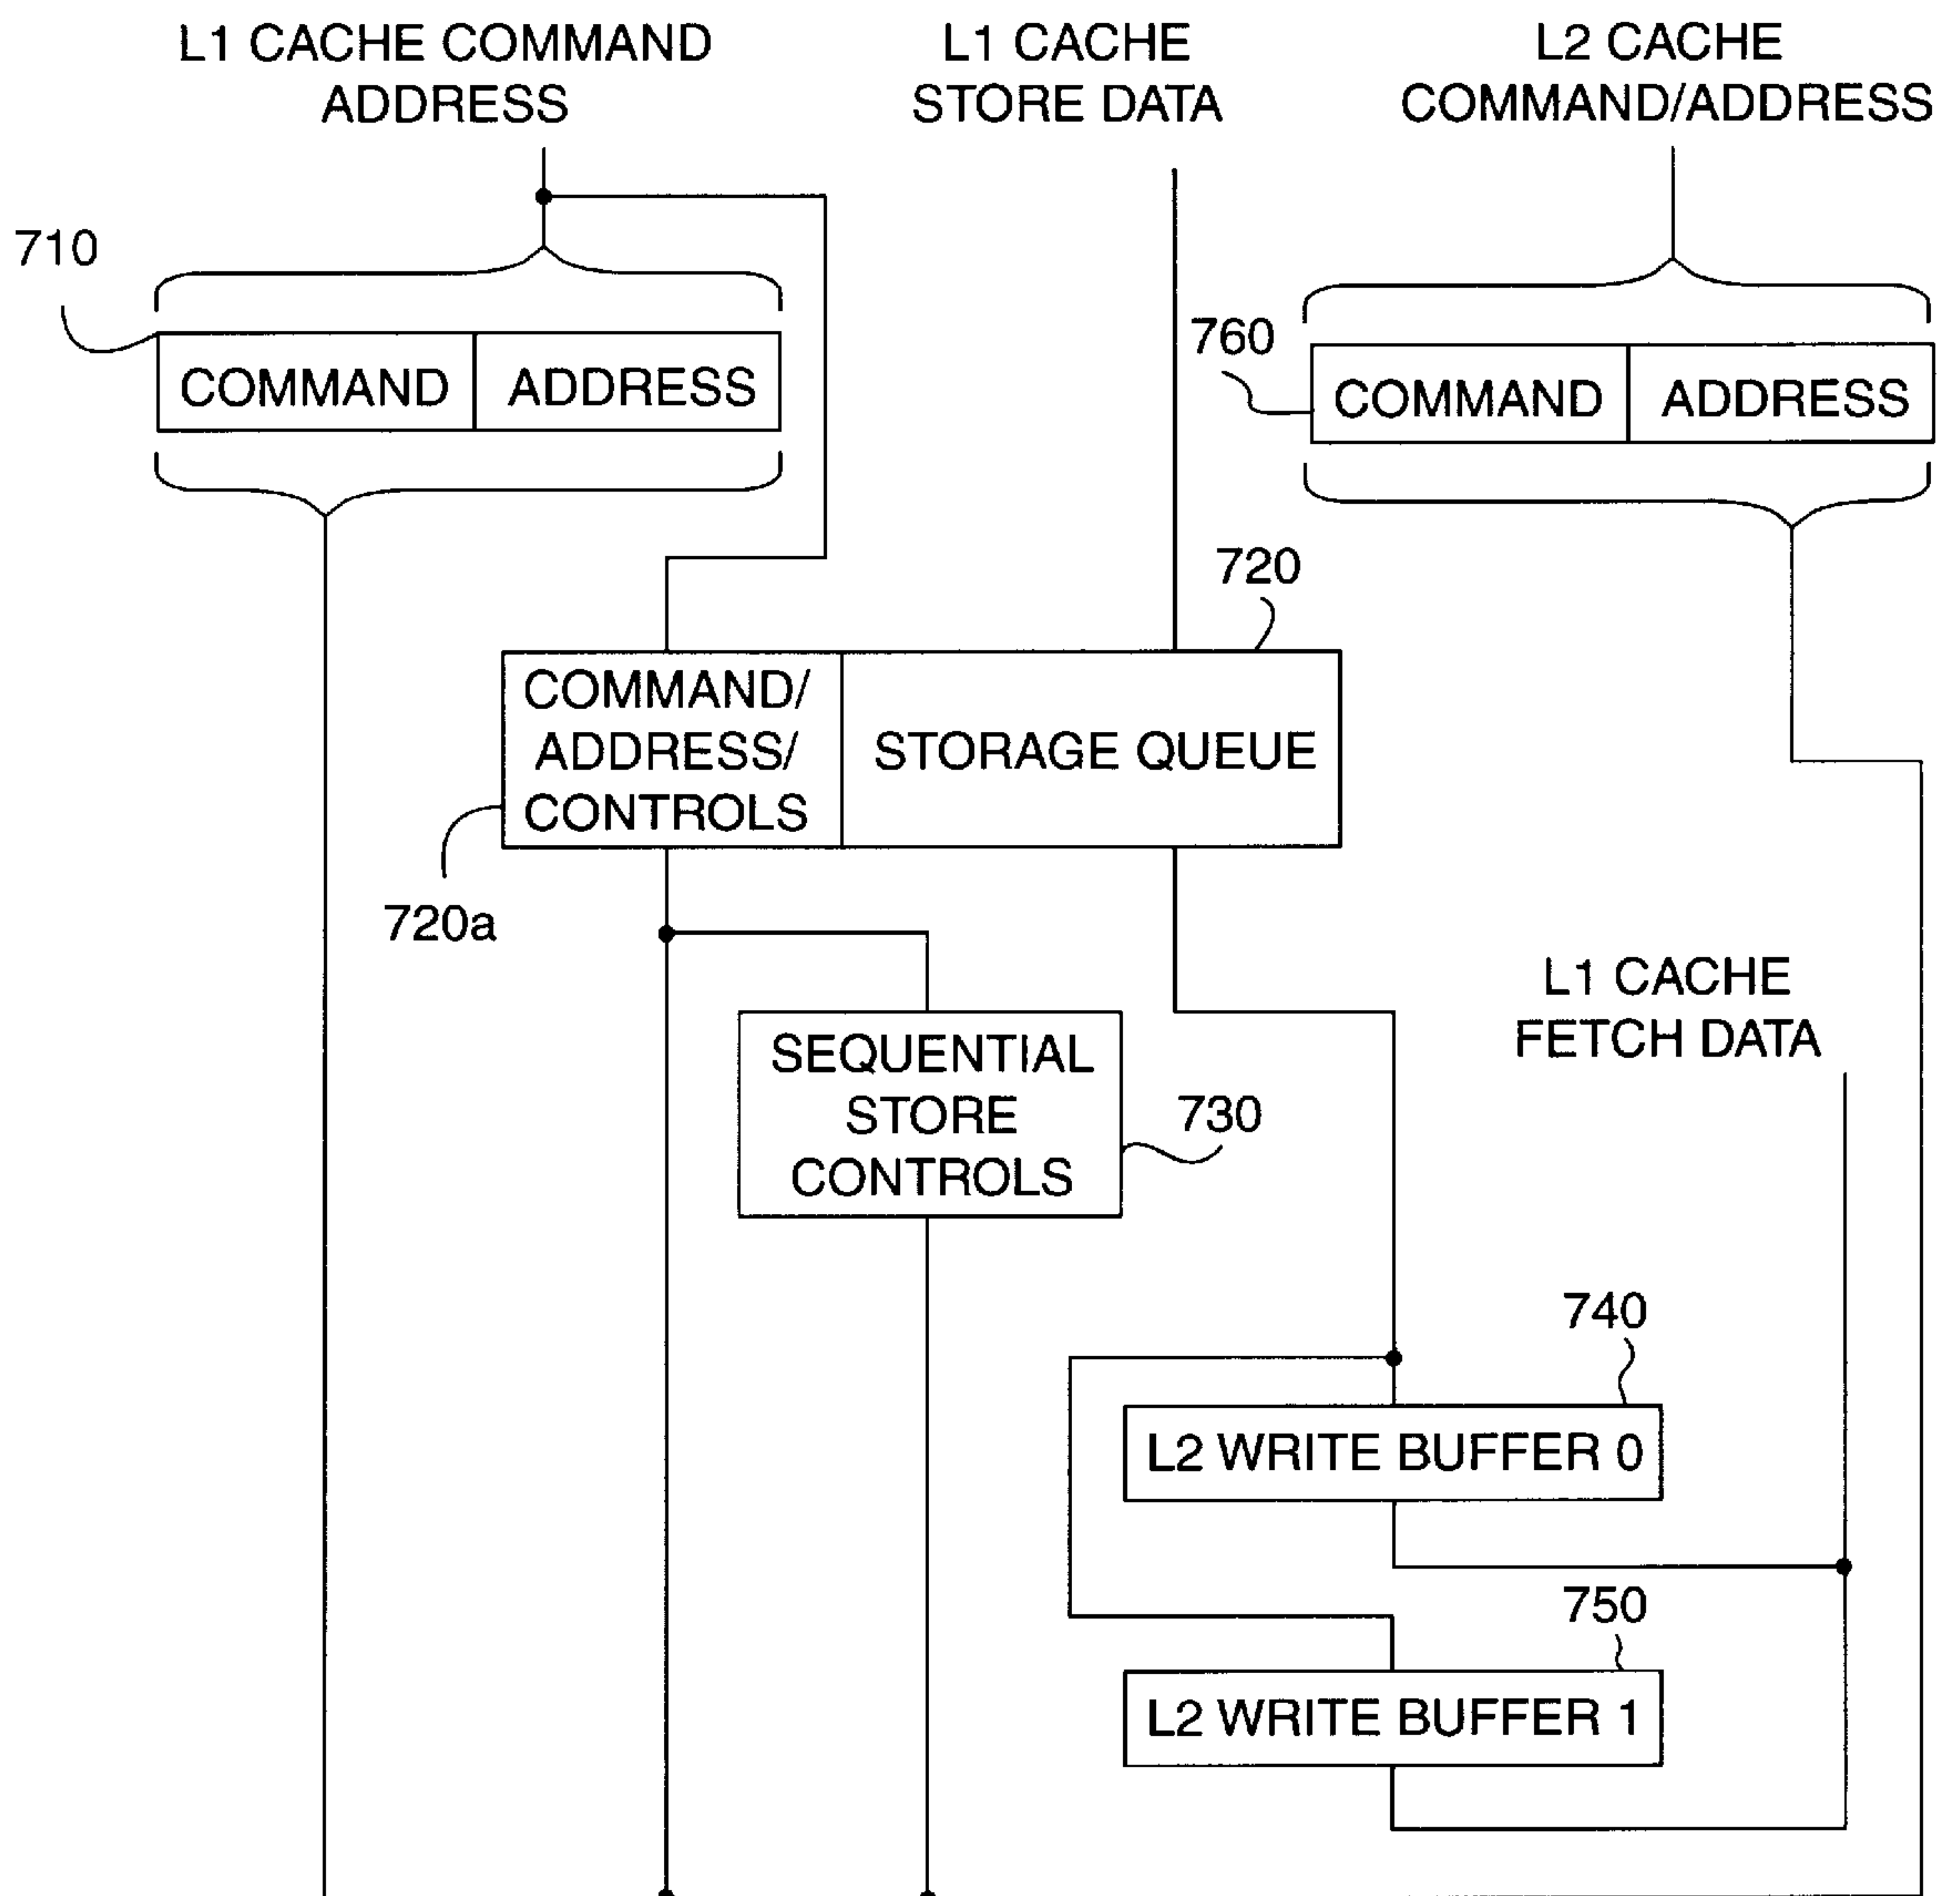 L1 CACHE COMMAND
ADDRESS
L1 CACHE
STORE DATA
L2 CACHE
COMMAND/ADDRESS
710
COMMAND
ADDRESS
760
COMMAND
ADDRESS
720
COMMAND/
ADDRESS/
CONTROLS
STORAGE QUEUE
720a
L1 CACHE
FETCH DATA
SEQUENTIAL
STORE
CONTROLS
730
740
L2 WRITE BUFFER 0
750
L2 WRITE BUFFER 1